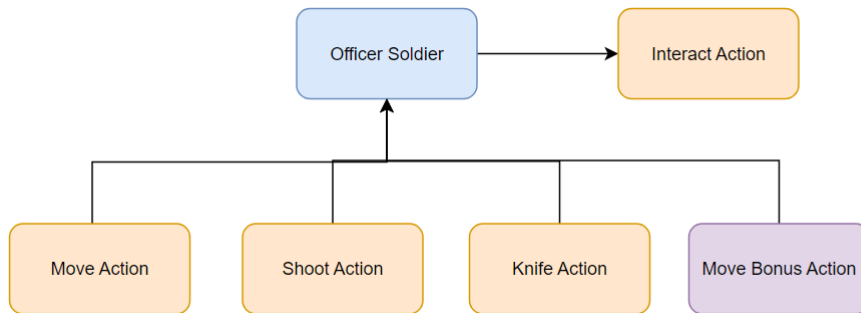 Officer Soldier
Interact Action
Move Action
Shoot Action
Knife Action
Move Bonus Action